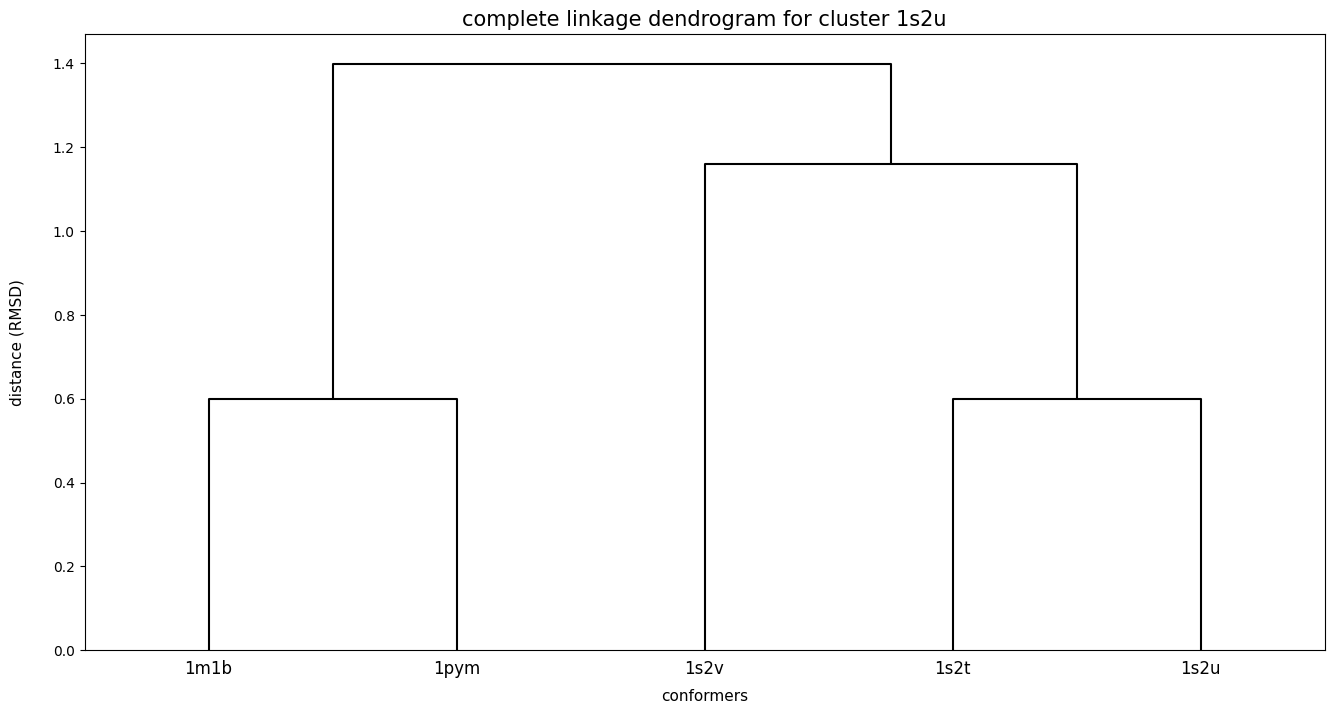 complete linkage dendrogram for cluster 1s2u
1.4
1.2
1.0
0.8
0.6
0.4
0.2
0.0
distance (RMSD)
1m1b 1pym 1s2v 1s2t 1s2u
conformers